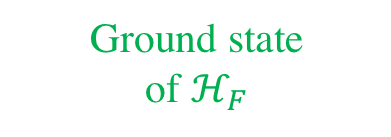 Ground state
of ℋ_F